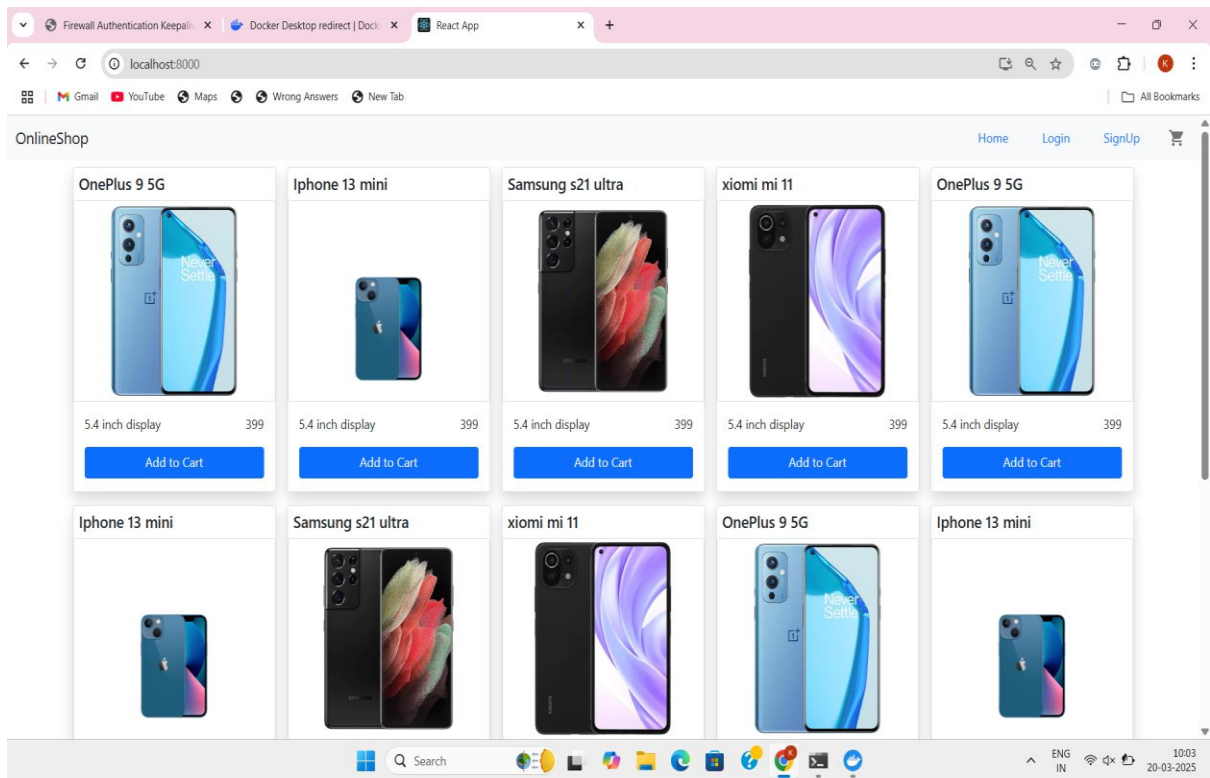 Firewall Authentication Keepali
Docker Desktop redirect | Dock
React App
localhost:8000
K
Gmail YouTube Maps Wrong Answers New Tab All Bookmarks
OnlineShop Home Login SignUp
OnePlus 9 5G Iphone 13 mini Samsung s21 ultra xiomi mi 11 OnePlus 9 5G
Never Never
Settle Settle
5.4 inch display 399 5.4 inch display 399 5.4 inch display 399 5.4 inch display 399 5.4 inch display 399
Add to Cart Add to Cart Add to Cart Add to Cart Add to Cart
Iphone 13 mini Samsung s21 ultra xiomi mi 11 OnePlus 9 5G Iphone 13 mini
Never
Settle
Search
ENG 10:03
IN 20-03-2025